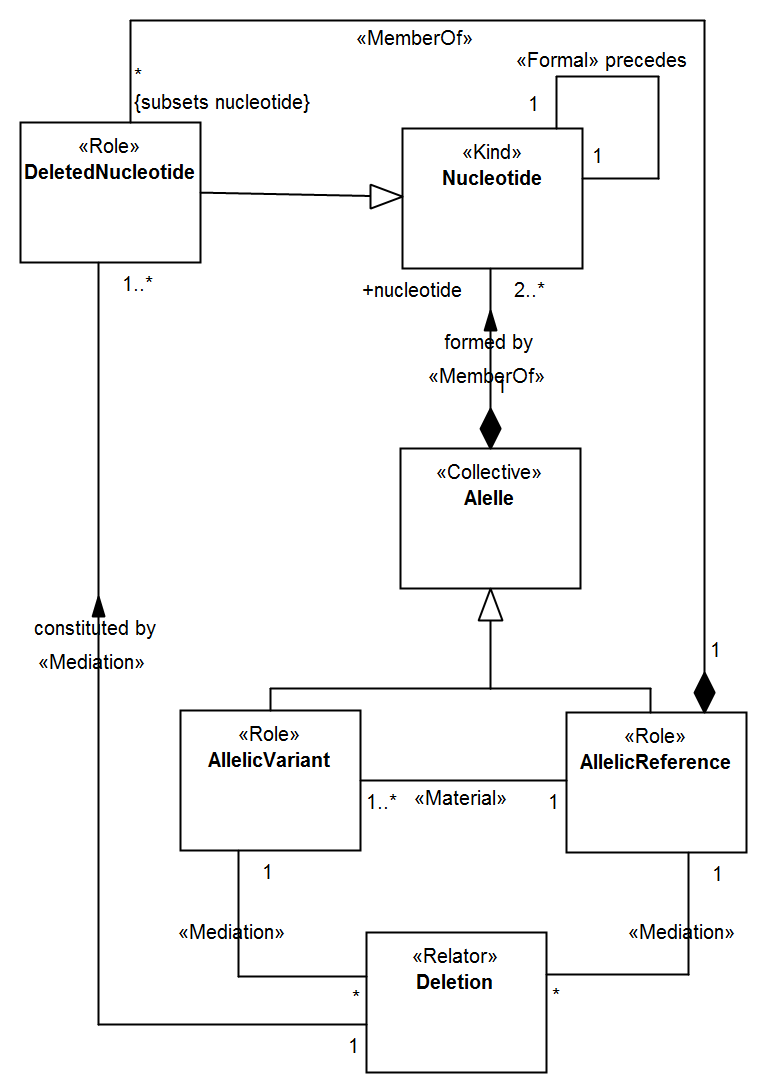 «MemberOf»
«Formal» precedes
*
{subsets nucleotide}
1
1
«Role»
DeletedNucleotide
«Kind»
Nucleotide
1..*
+nucleotide
2..*
formed by
«MemberOf»
1
«Collective»
Alelle
constituted by
«Mediation»
1
«Role»
AllelicVariant
«Role»
AllelicReference
1..*
«Material»
1
1
1
«Mediation»
«Mediation»
«Relator»
Deletion
*
*
1